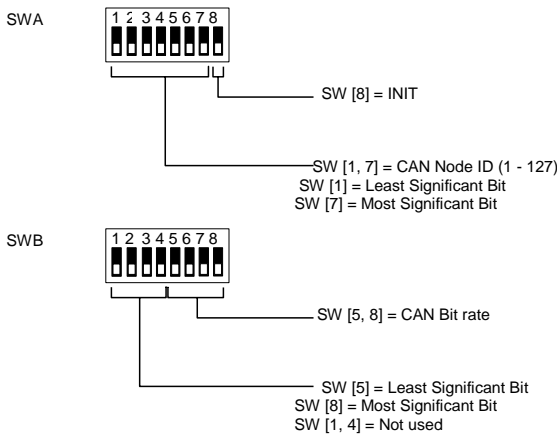 SWA
1 2 3 4 5 6 7 8
SW [8] = INIT
SW [1, 7] = CAN Node ID (1 - 127)
SW [1] = Least Significant Bit
SW [7] = Most Significant Bit
SWB
1 2 3 4 5 6 7 8
SW [5, 8] = CAN Bit rate
SW [5] = Least Significant Bit
SW [8] = Most Significant Bit
SW [1, 4] = Not used